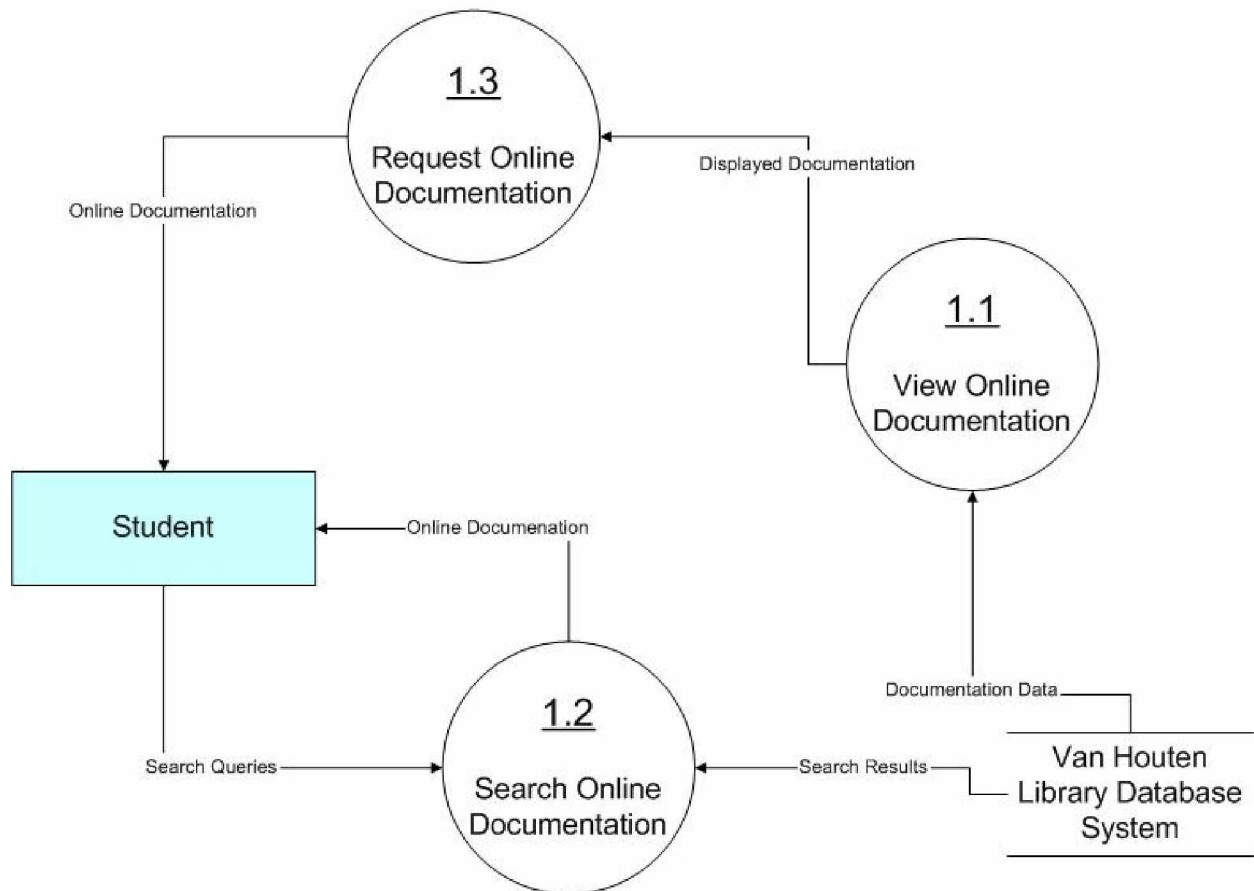 1.3
Request Online
Documentation
Displayed Documentation
Online Documentation
1.1
View Online
Documentation
Student
Online Documenation
Documentation Data
1.2
Search Online
Documentation
Search Queries
Search Results
Van Houten
Library Database
System